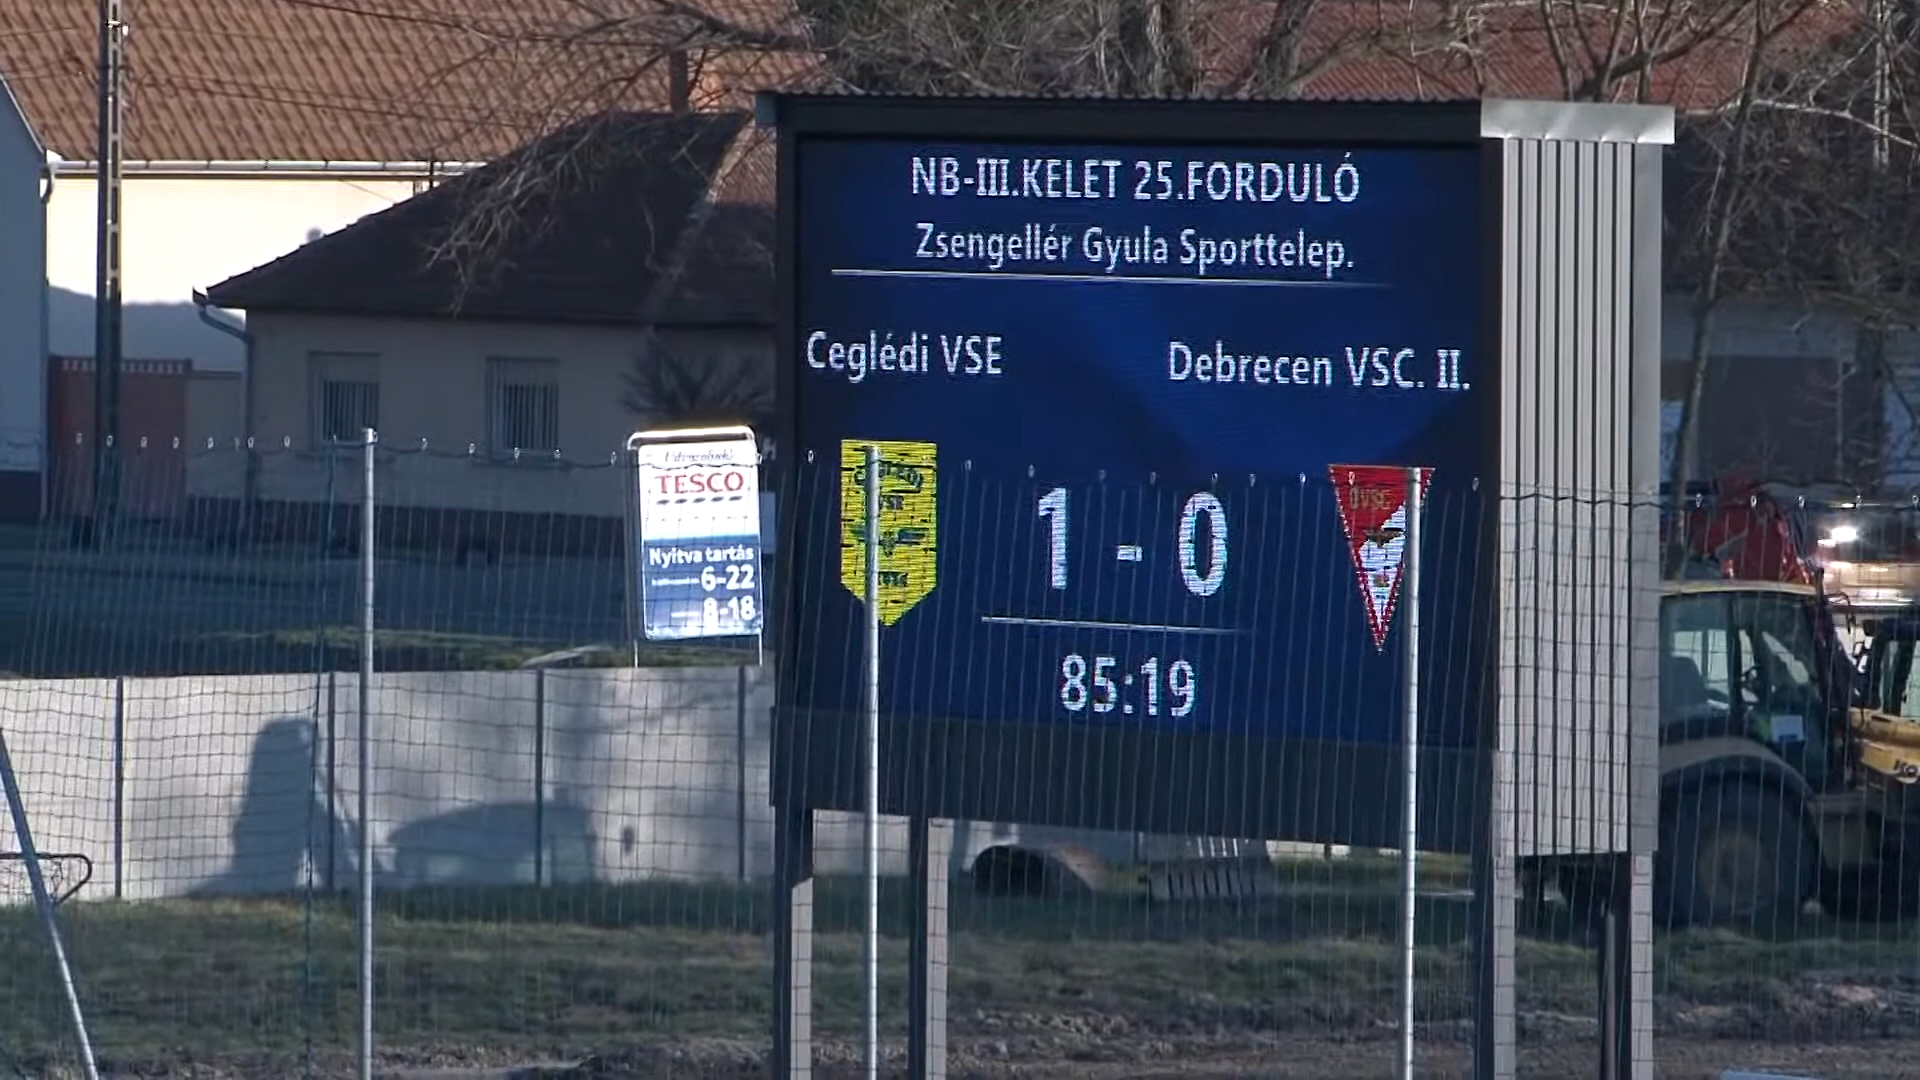 NB-III.KELET 25.FORDULÓ
Zsengellér Gyula Sporttelep.
Ceglédi VSE
Debrecen VSC. II.
TESCO
Nyitva tartás
6-22
8-18
DVSC
1 - 0
85:19